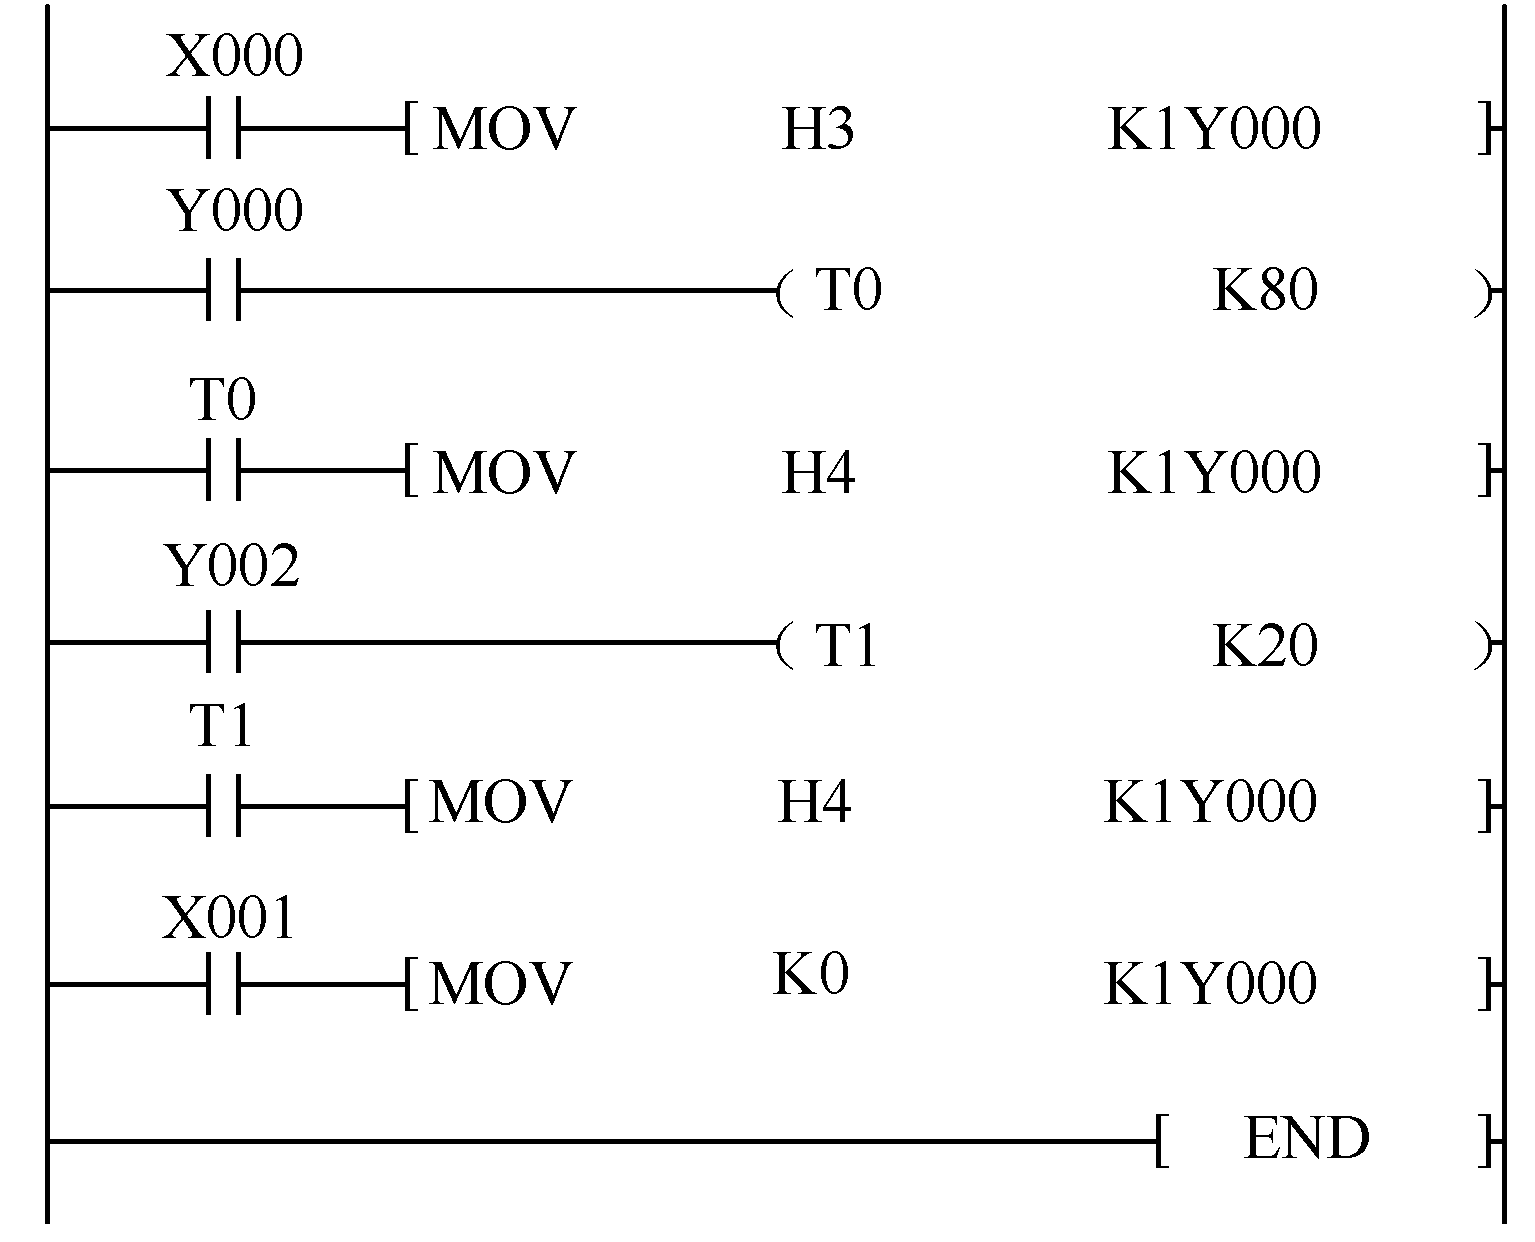 X000
[ MOV H3 K1Y000 ]
Y000
( T0 K80 )
T0
[ MOV H4 K1Y000 ]
Y002
( T1 K20 )
T1
[ MOV H4 K1Y000 ]
X001
[ MOV K0 K1Y000 ]
[ END ]